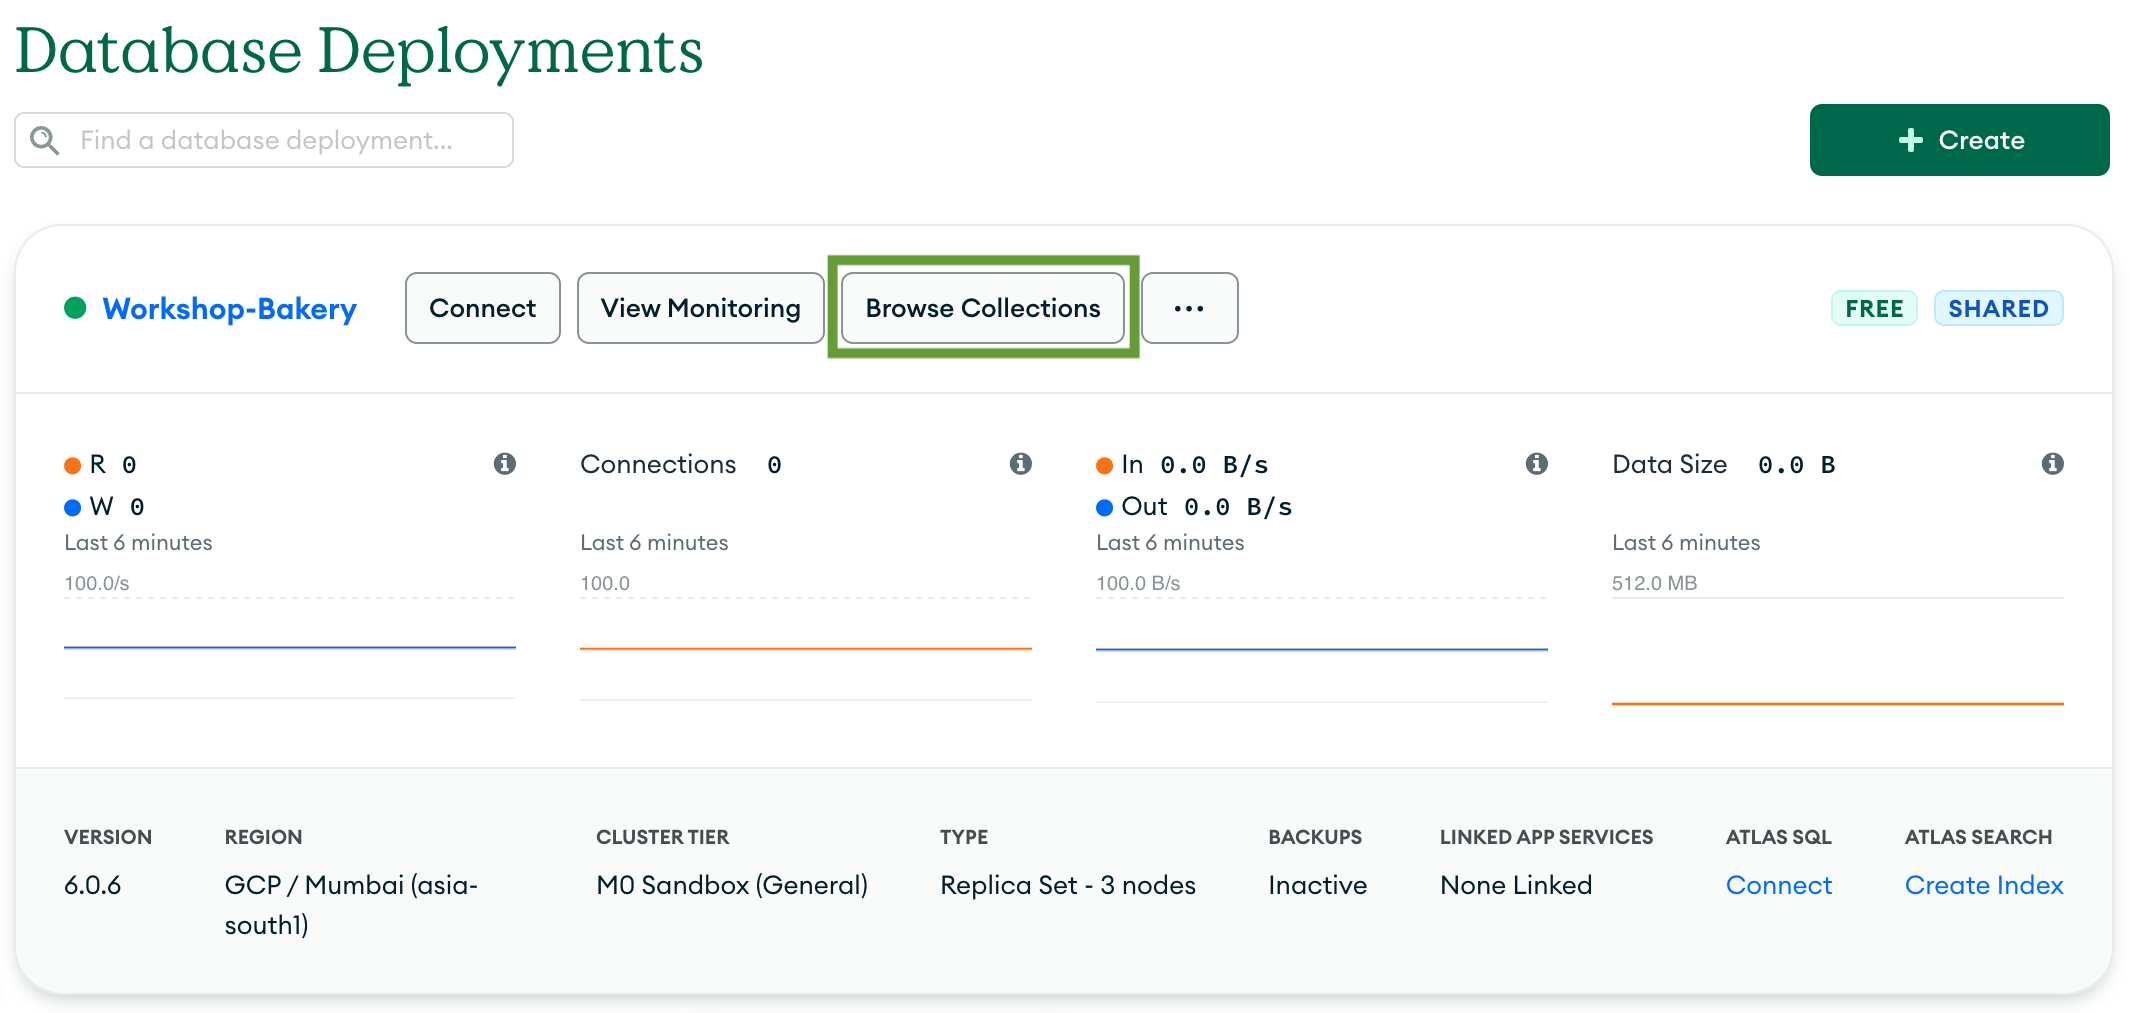 Database Deployments
Find a database deployment...
+ Create
Workshop-Bakery
Connect
View Monitoring
Browse Collections
...
FREE
SHARED
R 0
W 0
Last 6 minutes
100.0/s
Connections 0
Last 6 minutes
100.0
In 0.0 B/s
Out 0.0 B/s
Last 6 minutes
100.0 B/s
Data Size 0.0 B
Last 6 minutes
512.0 MB
VERSION
6.0.6
REGION
GCP / Mumbai (asia-
south1)
CLUSTER TIER
M0 Sandbox (General)
TYPE
Replica Set - 3 nodes
BACKUPS
Inactive
LINKED APP SERVICES
None Linked
ATLAS SQL
Connect
ATLAS SEARCH
Create Index